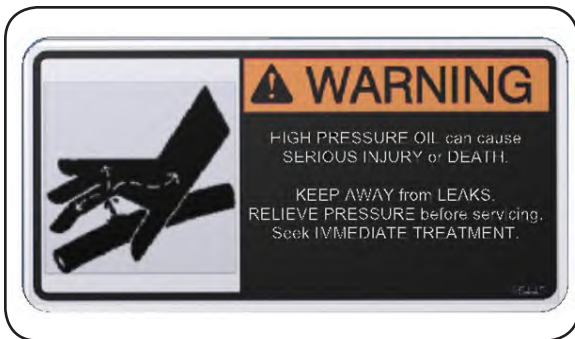 WARNING
HIGH PRESSURE OIL can cause
SERIOUS INJURY or DEATH.
KEEP AWAY from LEAKS.
RELIEVE PRESSURE before servicing.
Seek IMMEDIATE TREATMENT.